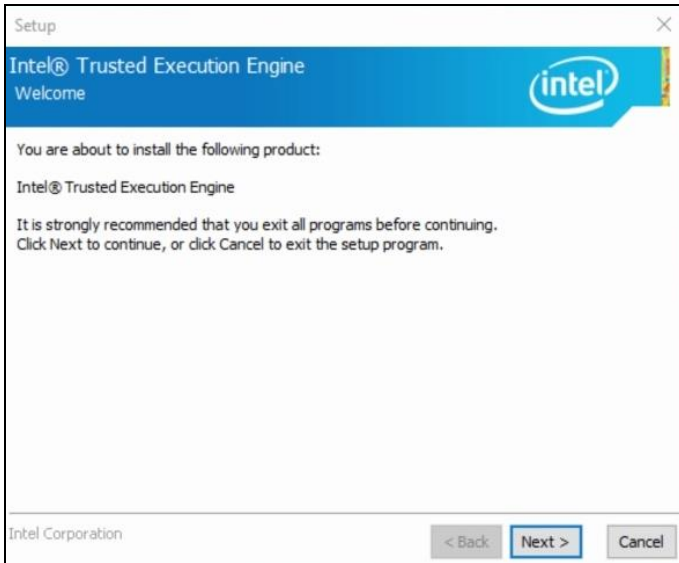 Setup
Intel® Trusted Execution Engine
Welcome
intel
You are about to install the following product:
Intel® Trusted Execution Engine
It is strongly recommended that you exit all programs before continuing.
Click Next to continue, or click Cancel to exit the setup program.
Intel Corporation
< Back Next > Cancel